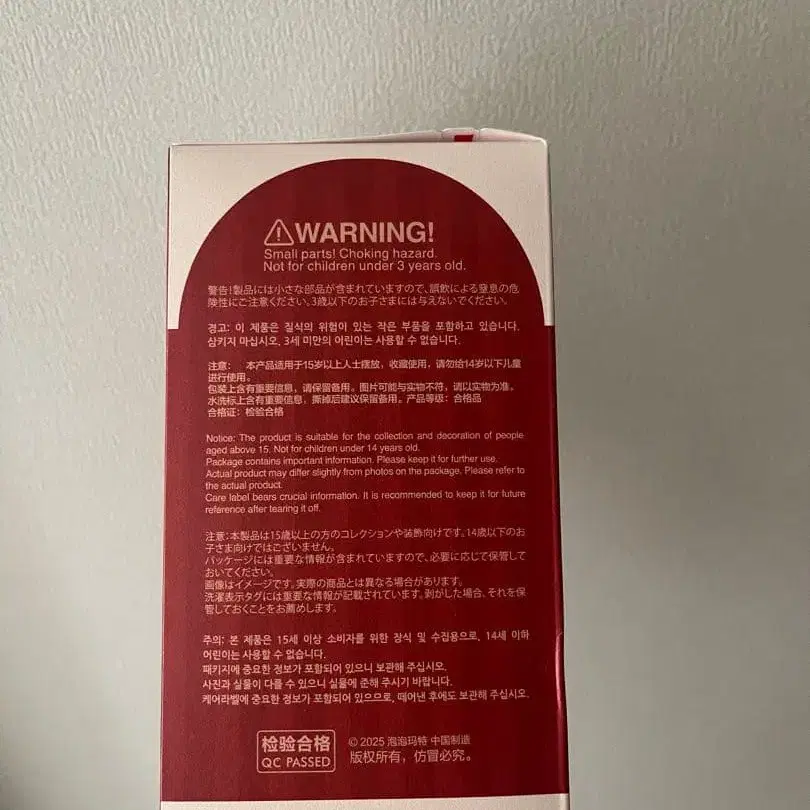 WARNING!
Small parts! Choking hazard.
Not for children under 3 years old.
警告!製品には小さな部品が含まれていますので、誤飲による窒息の危
険性にご注意ください。3歳以下のお子さまには与えないでください。
경고: 이 제품은 질식의 위험이 있는 작은 부품을 포함하고 있습니다.
삼키지 마십시오. 3세 미만의 어린이는 사용할 수 없습니다.
注意: 本产品适用于15岁以上人士摆放，收藏使用，请勿给14岁以下儿童
进行使用。
包装上含有重要信息，请保留备用。图片可能与实物不符，请以实物为准。
水洗标上含有重要信息，撕掉后建议保留备用。产品等级：合格品
合格证：检验合格
Notice: The product is suitable for the collection and decoration of people
aged above 15. Not for children under 14 years old.
Package contains important information. Please keep it for further use.
Actual product may differ slightly from photos on the package. Please refer to
the actual product.
Care label bears crucial information. It is recommended to keep it for future
reference after tearing it off.
注意:本製品は15歳以上の方のコレクションや装飾向けです。14歳以下のお
子さま向けではございません。
パッケージには重要な情報が含まれていますので、必要に応じて保管して
おいてください。
画像はイメージです。実際の商品とは異なる場合があります。
洗濯表示タグには重要な情報が記載されています。剥がした場合、それを保
管しておくことをお薦めします。
주의: 본 제품은 15세 이상 소비자를 위한 장식 및 수집용으로, 14세 이하
어린이는 사용할 수 없습니다.
패키지에 중요한 정보가 포함되어 있으니 보관해 주십시오.
사진과 실물이 다를 수 있으니 실물에 준해 주시기 바랍니다.
케어라벨에 중요한 정보가 포함되어 있으므로, 떼어낸 후에도 보관해 주십시오.
检验合格
QC PASSED
© 2025 泡泡玛特 中国制造
版权所有，仿冒必究。